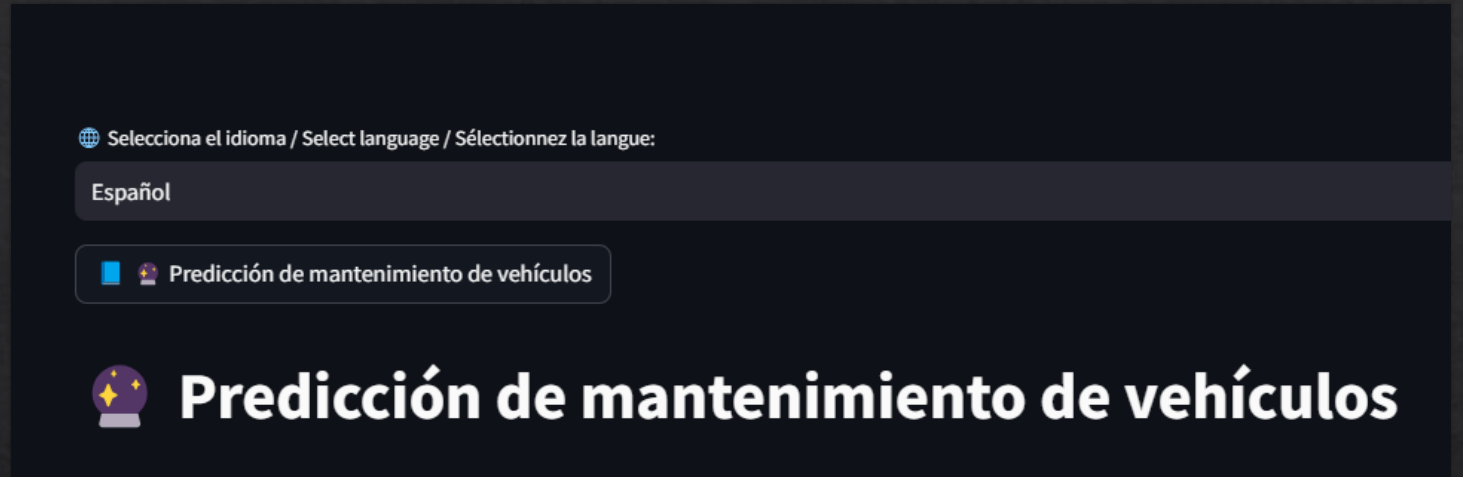 🌐 Selecciona el idioma / Select language / Sélectionnez la langue:
Español
📘 🔮 Predicción de mantenimiento de vehículos
🔮 Predicción de mantenimiento de vehículos